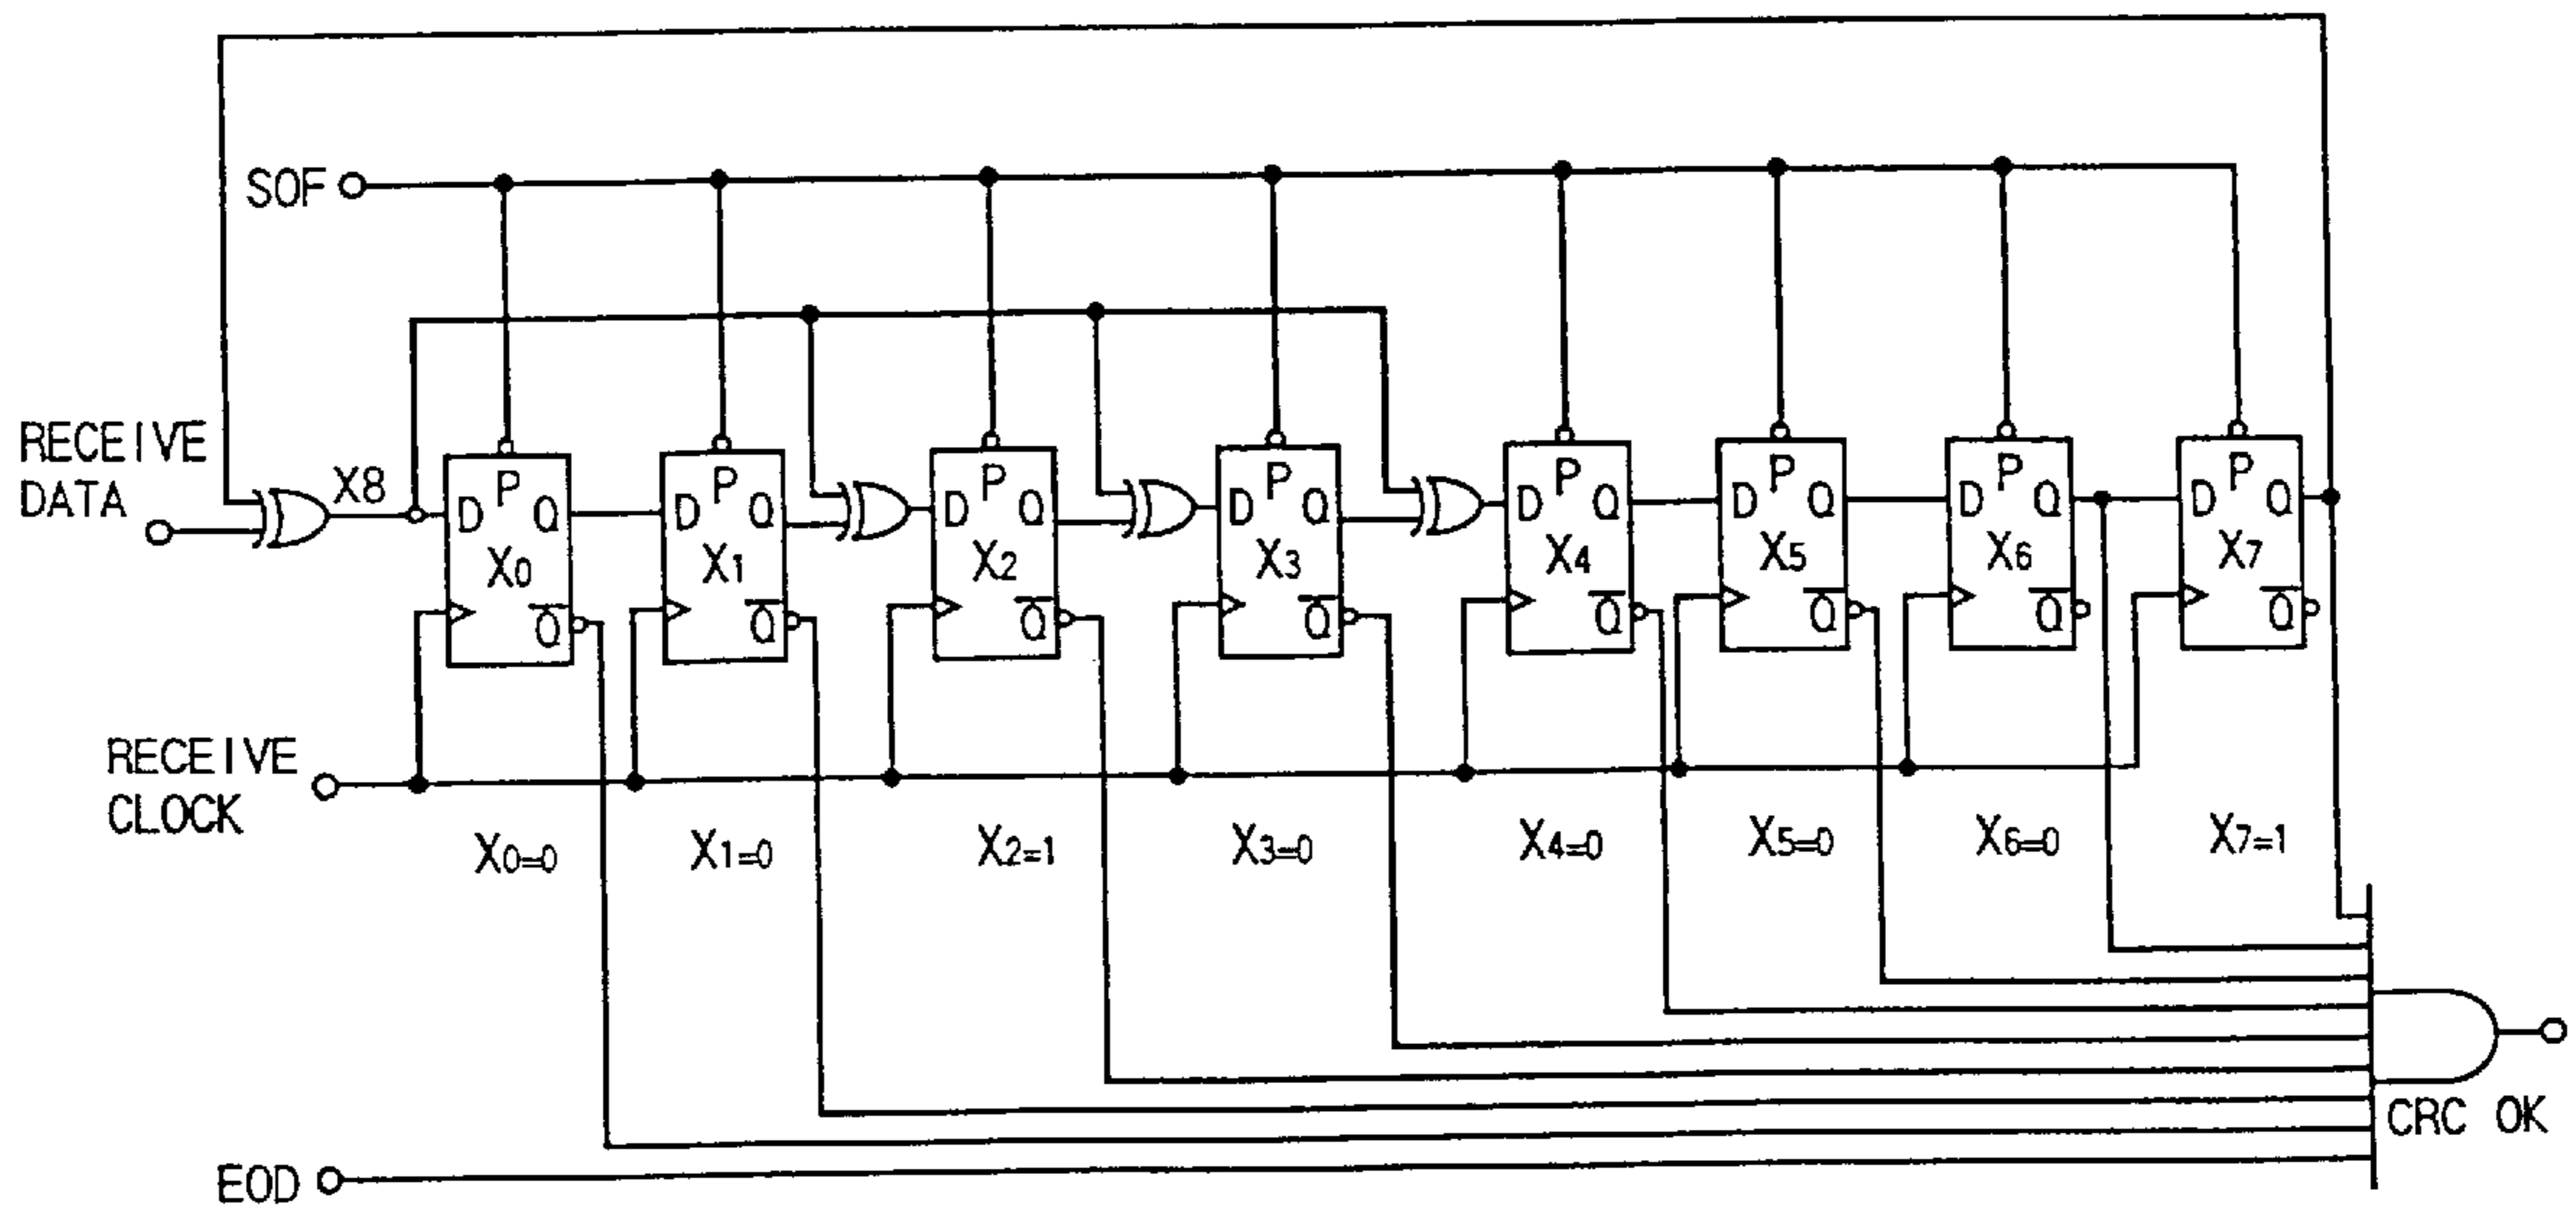 SOF
RECEIVE
DATA
X8
D P Q
X0
Q̅
D P Q
X1
Q̅
D P Q
X2
Q̅
D P Q
X3
Q̅
D P Q
X4
Q̅
D P Q
X5
Q̅
D P Q
X6
Q̅
D P Q
X7
Q̅
RECEIVE
CLOCK
X0=0
X1=0
X2=1
X3=0
X4=0
X5=0
X6=0
X7=1
CRC OK
EOD